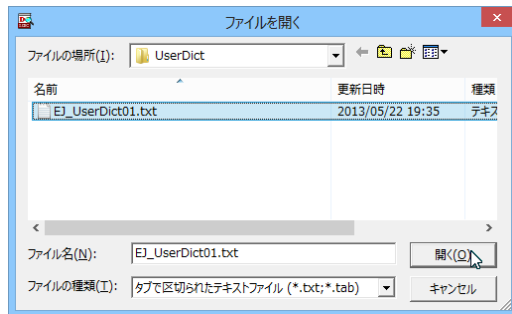 ファイルを開く
ファイルの場所(I): UserDict
名前 更新日時 種類
EJ_UserDict01.txt 2013/05/22 19:35 テキス
ファイル名(N): EJ_UserDict01.txt 開く(O)
ファイルの種類(T): タブで区切られたテキストファイル (*.txt;*.tab) キャンセル